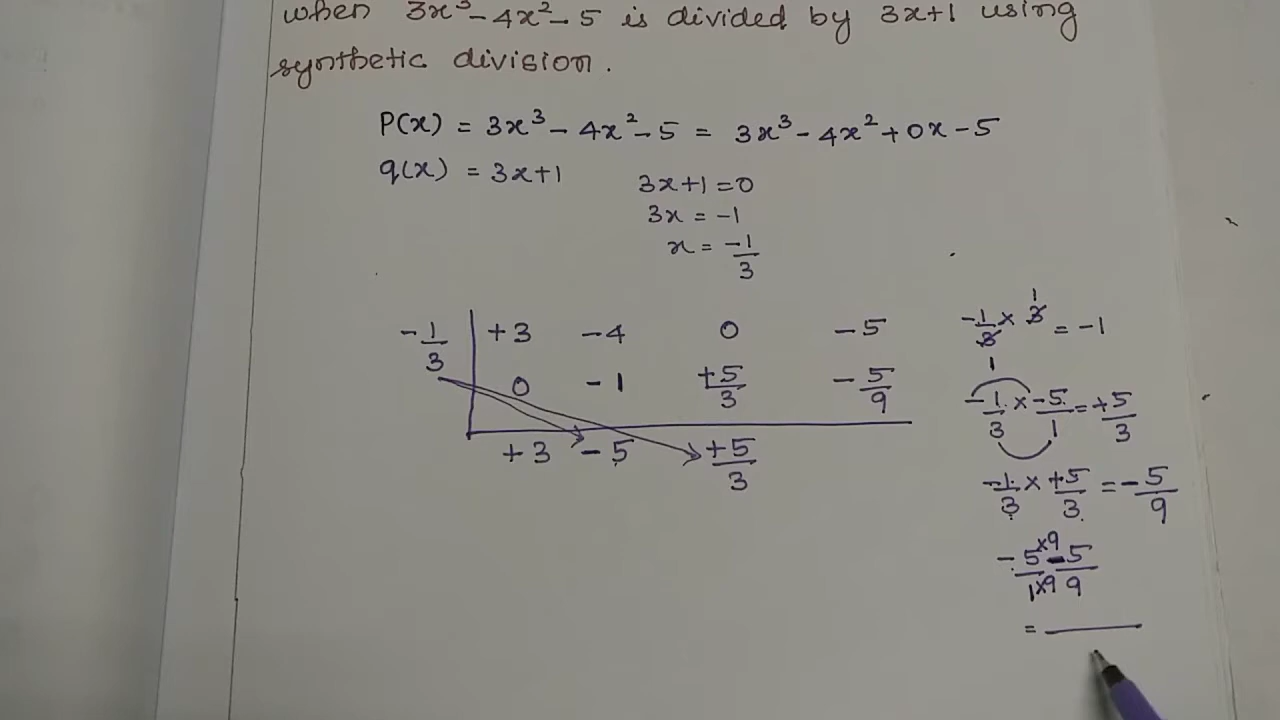 when 3x³-4x²-5 is divided by 3x+1 using
synthetic division.
P(x) = 3x³-4x²-5 = 3x³-4x²+0x-5
q(x) = 3x+1
3x+1=0
3x = -1
x = -1/3
-1/3 | +3 -4 0 -5
0 -1 +5/3 -5/9
+3 -5 +5/3
-1/3 × 3 = -1
1 1
-1/3 × -5/1 = +5/3
-1/3 × +5/3 = -5/9
-5×9/1×9 - 5/9
=